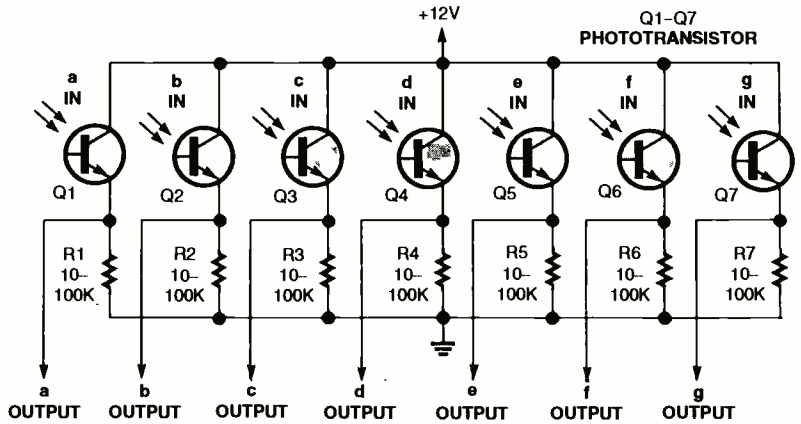 +12V
Q1–Q7
PHOTOTRANSISTOR
a
IN
b
IN
c
IN
d
IN
e
IN
f
IN
g
IN
Q1
Q2
Q3
Q4
Q5
Q6
Q7
R1
10–
100K
R2
10–
100K
R3
10–
100K
R4
10–
100K
R5
10–
100K
R6
10–
100K
R7
10–
100K
a
OUTPUT
b
OUTPUT
c
OUTPUT
d
OUTPUT
e
OUTPUT
f
OUTPUT
g
OUTPUT